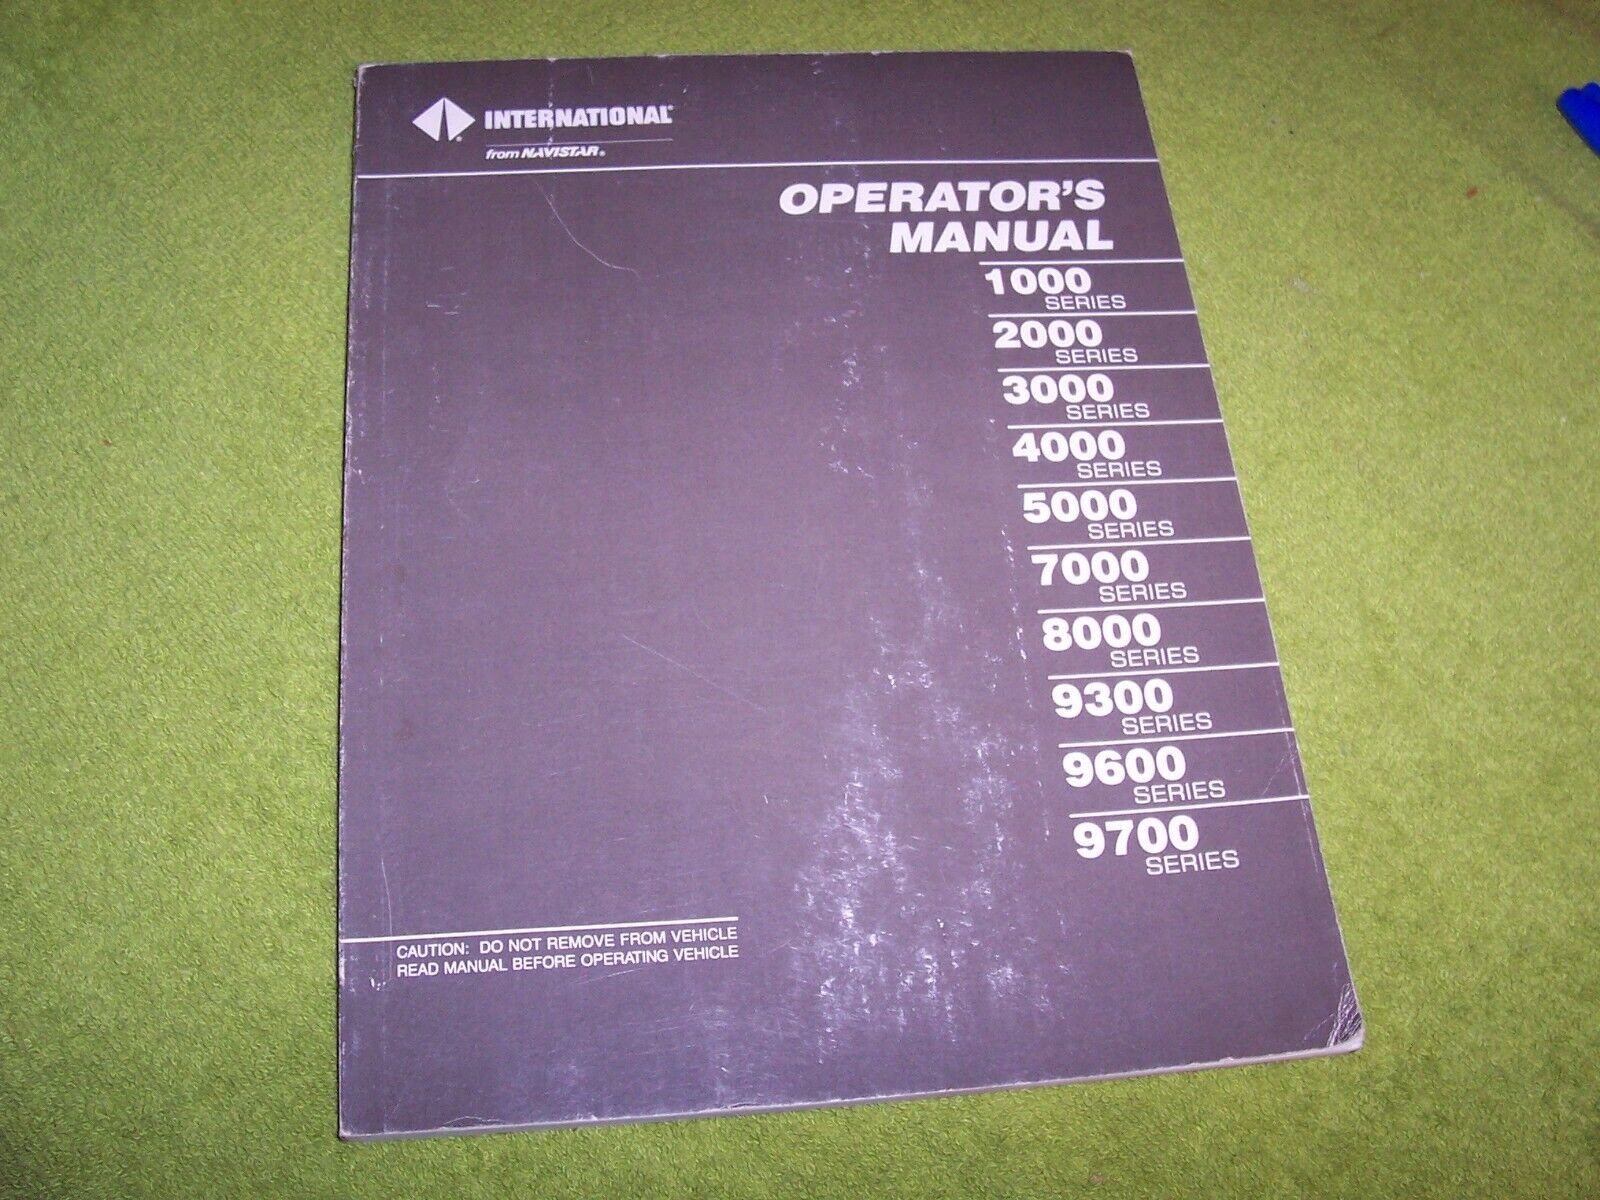 INTERNATIONAL®
from NAVISTAR®
OPERATOR'S
MANUAL
1000
SERIES
2000
SERIES
3000
SERIES
4000
SERIES
5000
SERIES
7000
SERIES
8000
SERIES
9300
SERIES
9600
SERIES
9700
SERIES
CAUTION: DO NOT REMOVE FROM VEHICLE
READ MANUAL BEFORE OPERATING VEHICLE